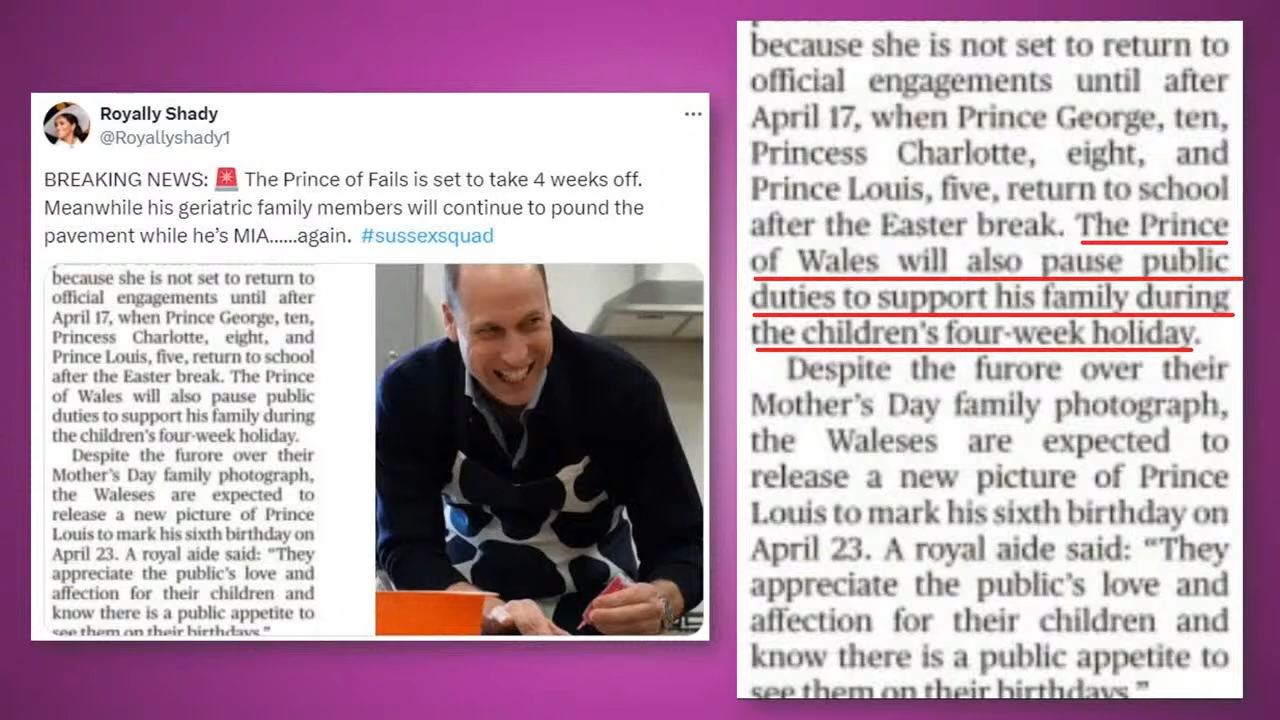 Royally Shady
@Royallyshady1
BREAKING NEWS: 🚨 The Prince of Fails is set to take 4 weeks off.
Meanwhile his geriatric family members will continue to pound the
pavement while he’s MIA......again. #sussexsquad
because she is not set to return to
official engagements until after
April 17, when Prince George, ten,
Princess Charlotte, eight, and
Prince Louis, five, return to school
after the Easter break. The Prince
of Wales will also pause public
duties to support his family during
the children’s four-week holiday.
Despite the furore over their
Mother’s Day family photograph,
the Waleses are expected to
release a new picture of Prince
Louis to mark his sixth birthday on
April 23. A royal aide said: “They
appreciate the public’s love and
affection for their children and
know there is a public appetite to
see them on their birthdays.”
because she is not set to return to
official engagements until after
April 17, when Prince George, ten,
Princess Charlotte, eight, and
Prince Louis, five, return to school
after the Easter break. The Prince
of Wales will also pause public
duties to support his family during
the children’s four-week holiday.
Despite the furore over their
Mother’s Day family photograph,
the Waleses are expected to
release a new picture of Prince
Louis to mark his sixth birthday on
April 23. A royal aide said: “They
appreciate the public’s love and
affection for their children and
know there is a public appetite to
see them on their birthdays.”